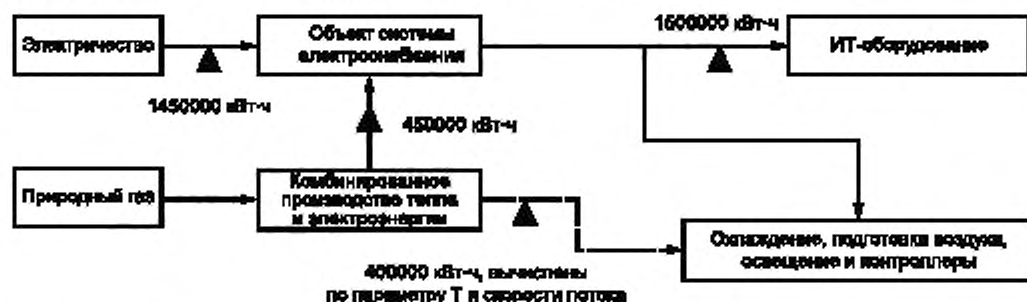 Электричество
1450000 кВт-ч
Объект системы
электроснабжения
1500000 кВт-ч
ИТ-оборудование
450000 кВт-ч
Природный газ
Комбинированное
производство тепла
и электроэнергии
400000 кВт-ч, вычислены
по параметру T и скорости потока
Охлаждение, подготовка воздуха,
освещение и контроллеры